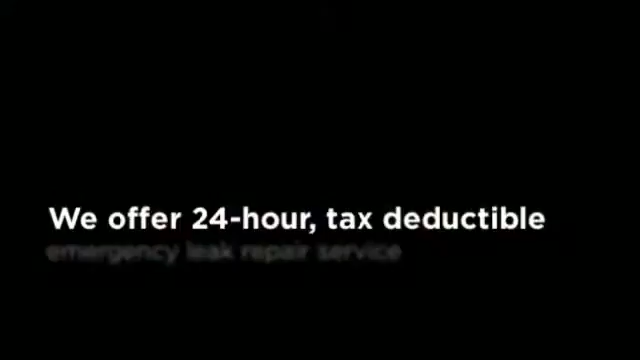 We offer 24-hour, tax deductible
emergency leak repair service